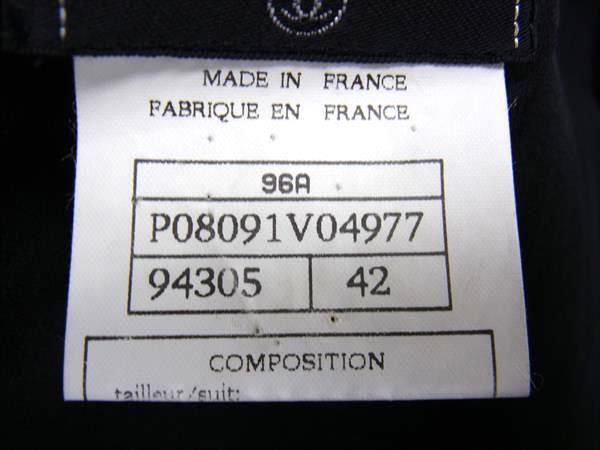 MADE IN FRANCE
FABRIQUE EN FRANCE
96A
P08091V04977
94305 42
COMPOSITION
tailleur/suit: